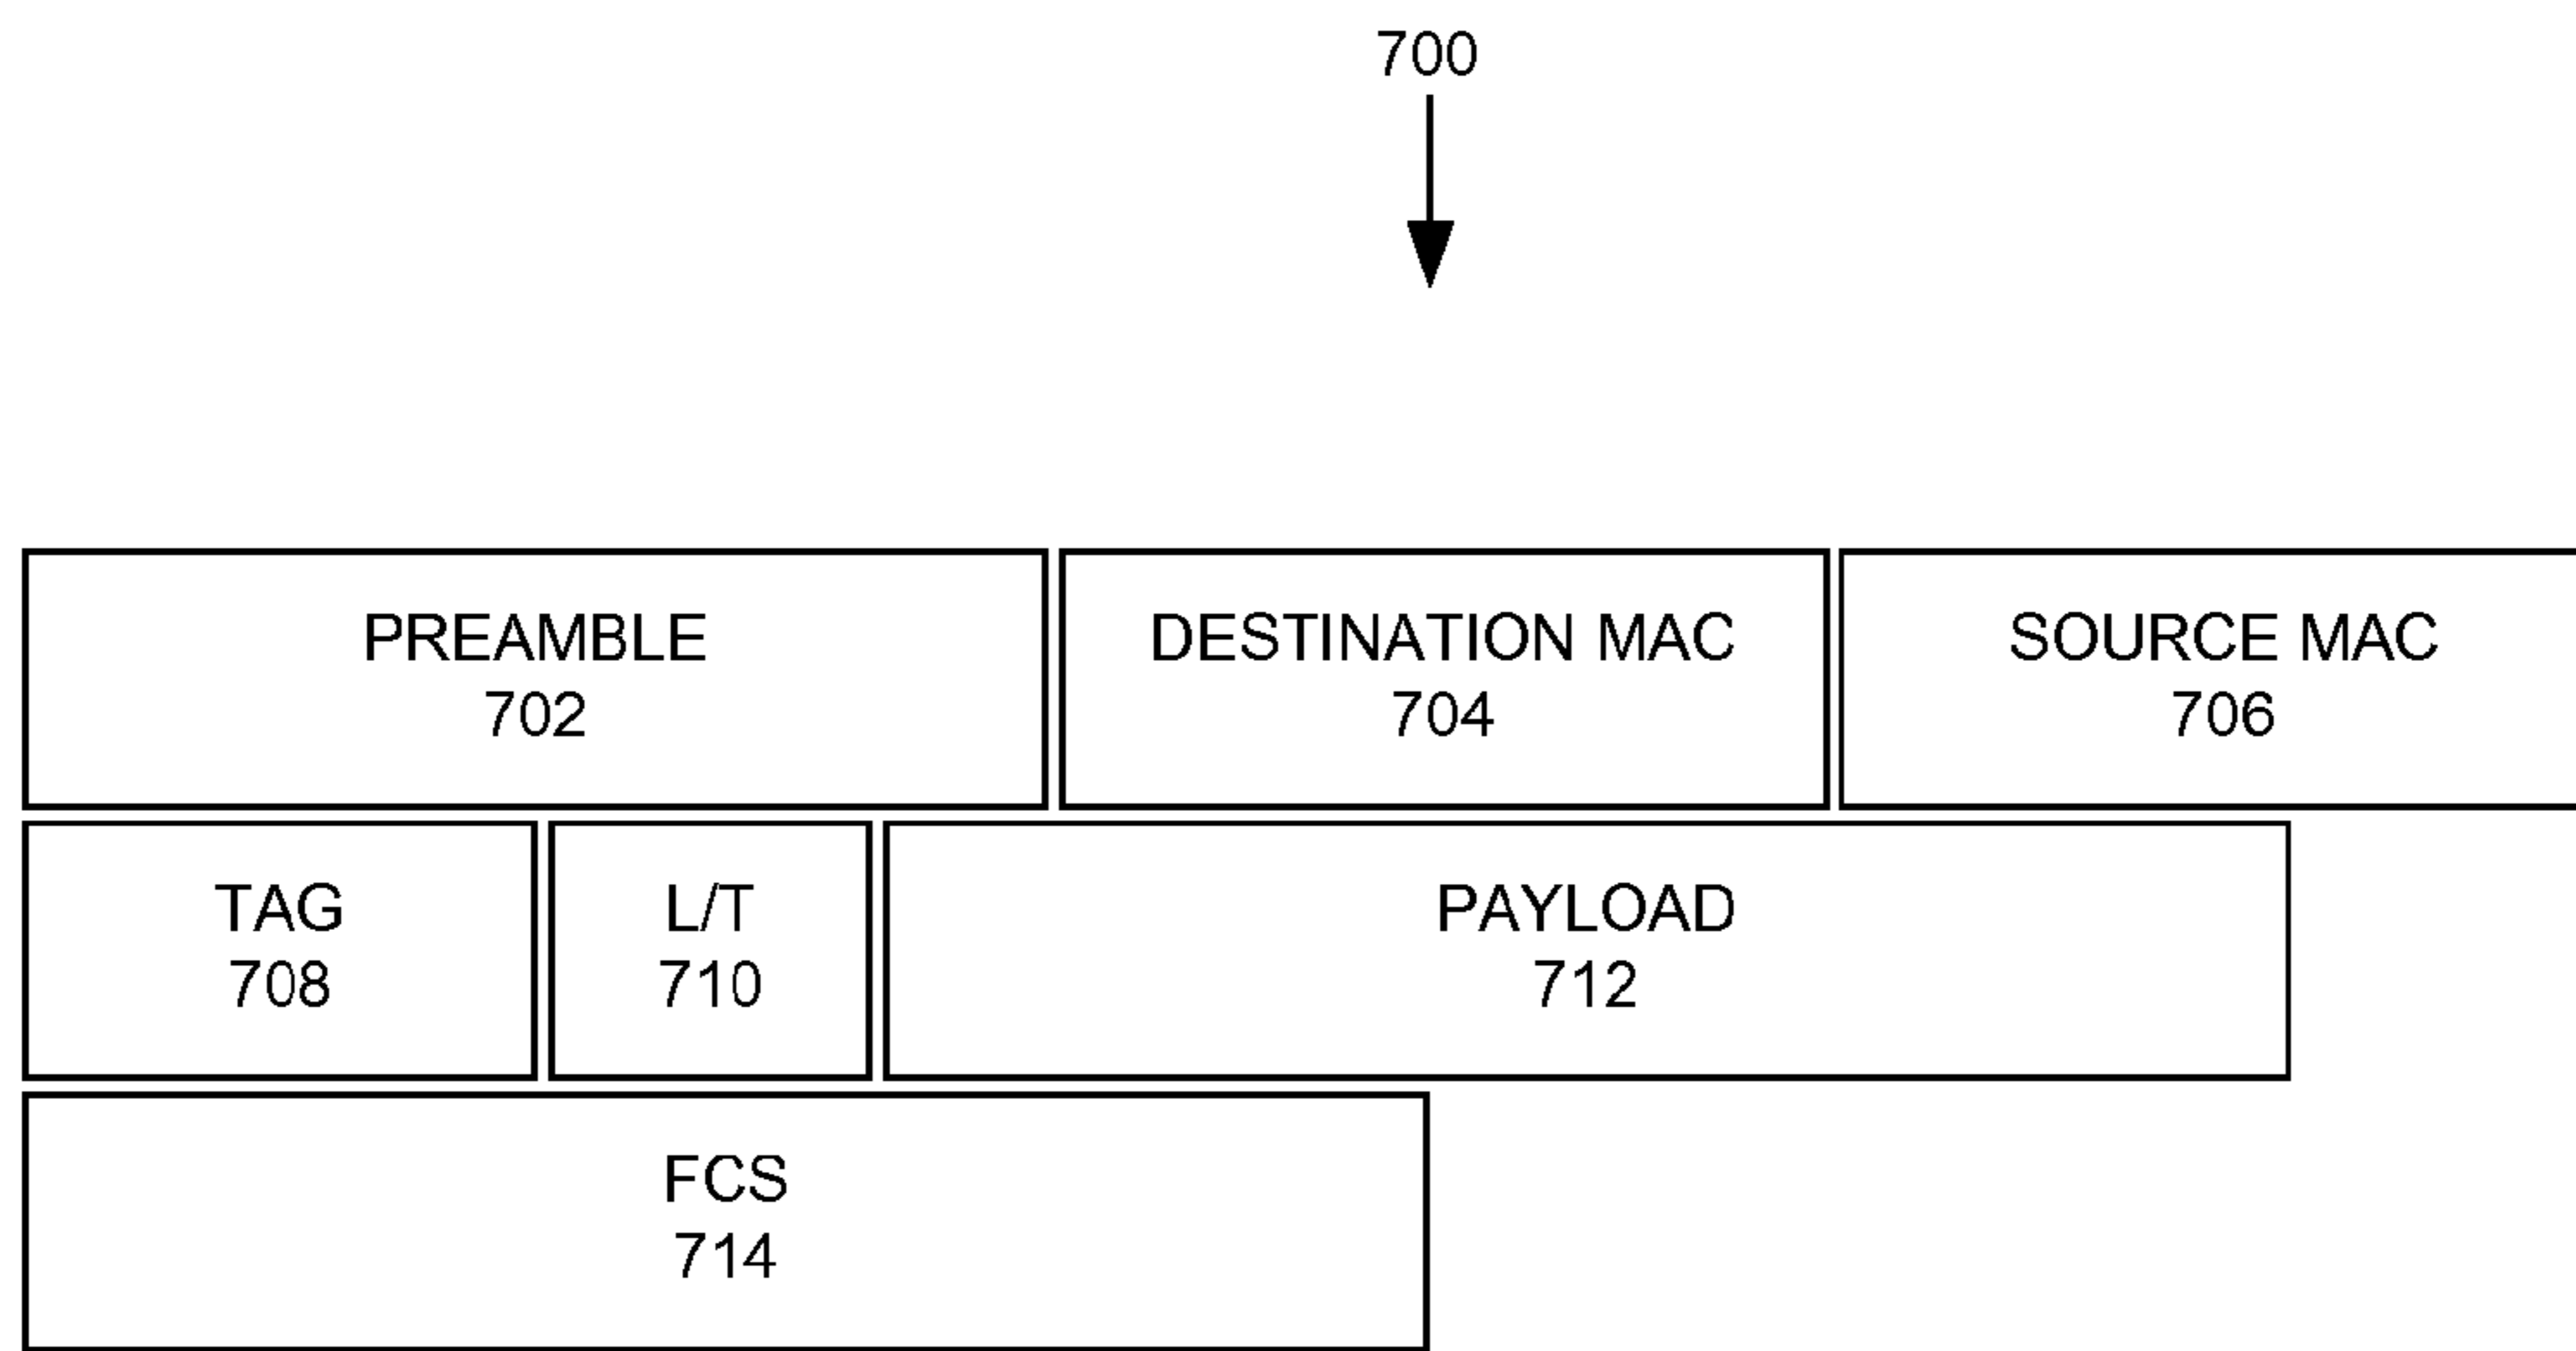 700
PREAMBLE
702
DESTINATION MAC
704
SOURCE MAC
706
TAG
708
L/T
710
PAYLOAD
712
FCS
714